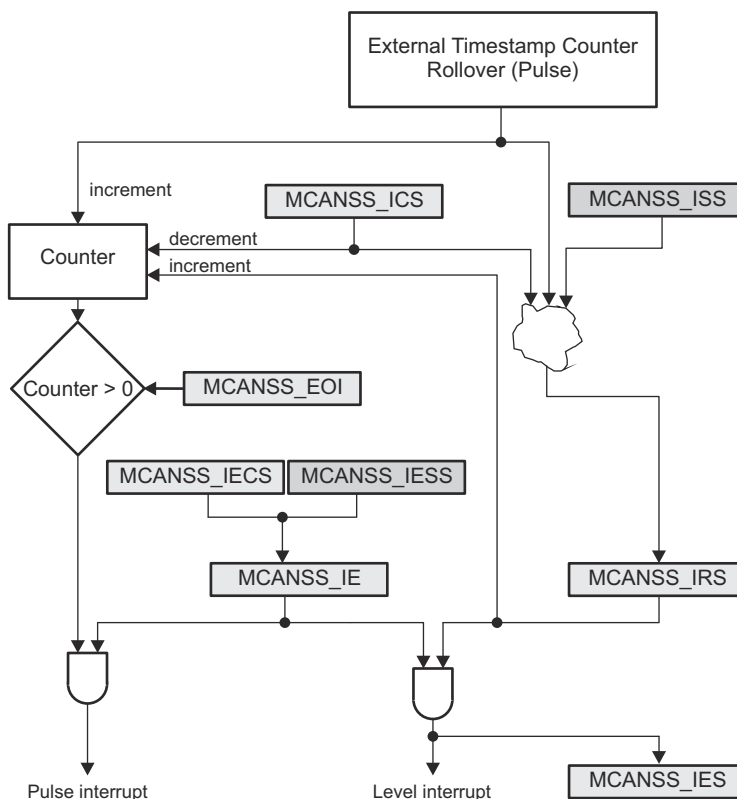 External Timestamp Counter
Rollover (Pulse)
increment
MCANSS_ICS
MCANSS_ISS
decrement
Counter
increment
Counter > 0
MCANSS_EOI
MCANSS_IECS
MCANSS_IESS
MCANSS_IE
MCANSS_IRS
Pulse interrupt
Level interrupt
MCANSS_IES